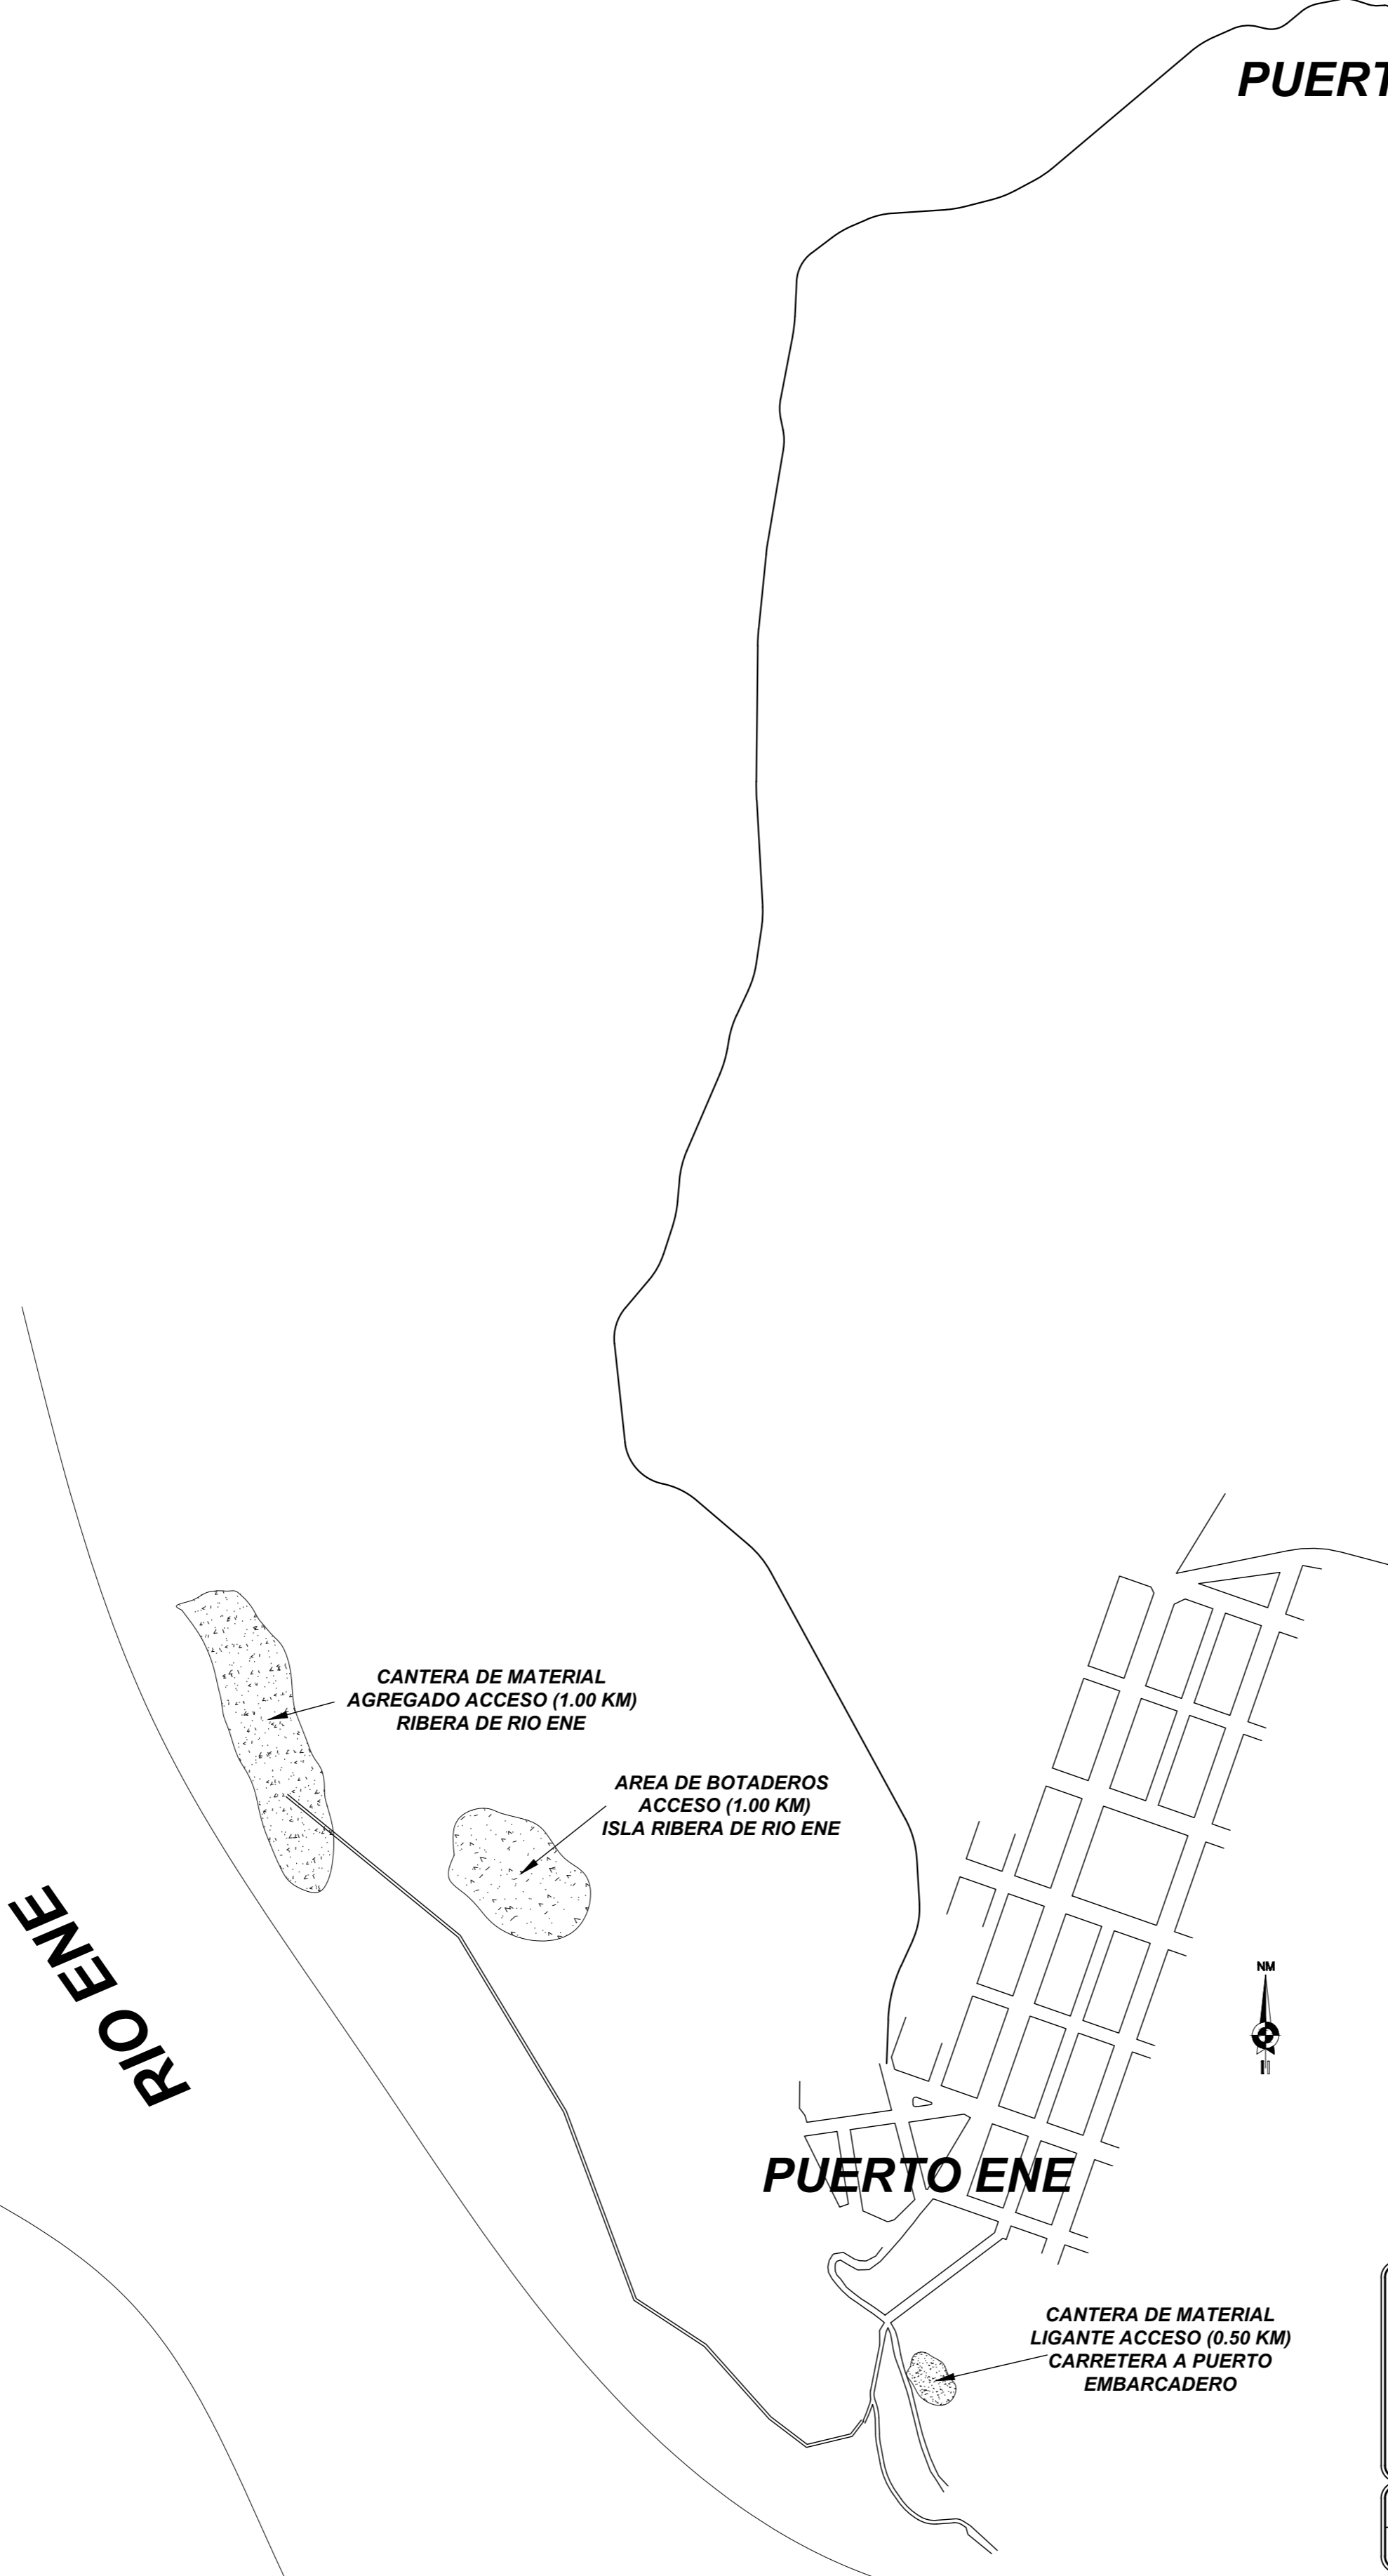 PUERT
CANTERA DE MATERIAL
AGREGADO ACCESO (1.00 KM)
RIBERA DE RIO ENE
AREA DE BOTADEROS
ACCESO (1.00 KM)
ISLA RIBERA DE RIO ENE
RIO ENE
NM
PUERTO ENE
CANTERA DE MATERIAL
LIGANTE ACCESO (0.50 KM)
CARRETERA A PUERTO
EMBARCADERO